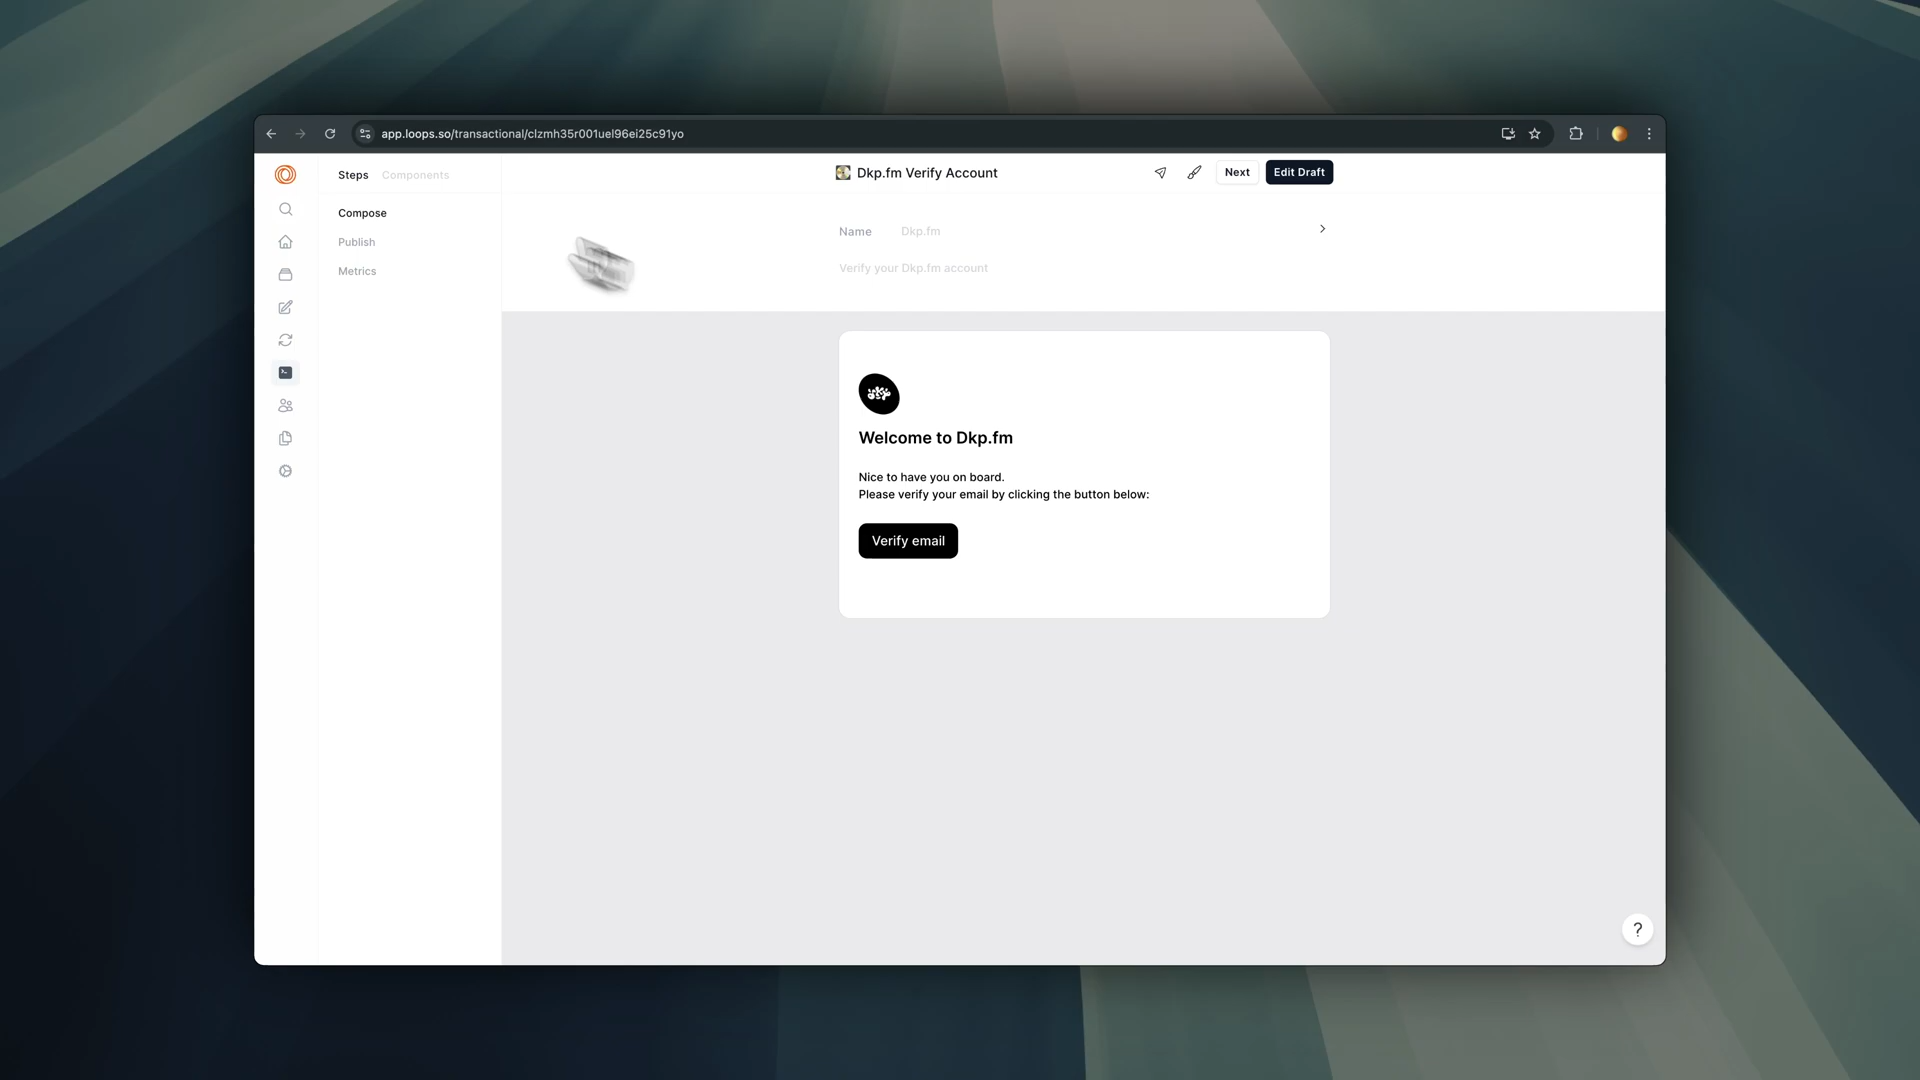 app.loops.so/transactional/clzmh35r001uel96ei25c91yo
Steps
Components
Dkp.fm Verify Account
Next
Edit Draft
Compose
Publish
Metrics
Name
Dkp.fm
Verify your Dkp.fm account
Welcome to Dkp.fm
Nice to have you on board.
Please verify your email by clicking the button below:
Verify email
?